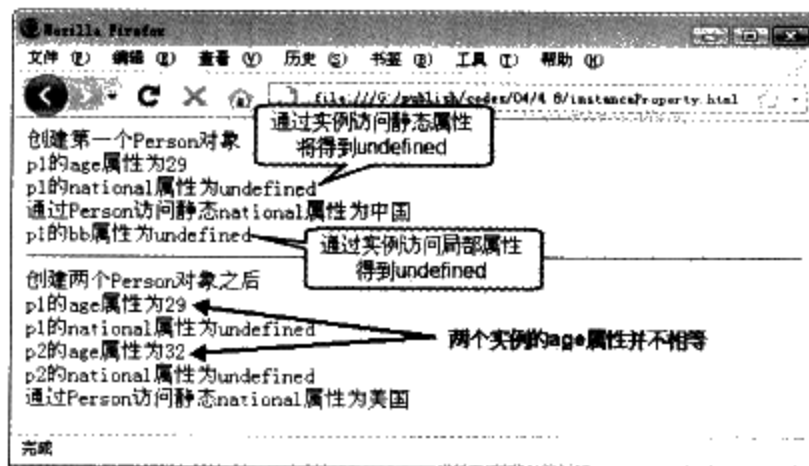 Mozilla Firefox
文件 (F) 编辑 (E) 查看 (V) 历史 (S) 书签 (B) 工具 (T) 帮助 (H)
file:///G:/publish/codes/04/4.6/instanceProperty.html
通过实例访问静态属性
将得到undefined
创建第一个Person对象
p1的age属性为29
p1的national属性为undefined
通过Person访问静态national属性为中国
p1的bb属性为undefined
通过实例访问局部属性
得到undefined
创建两个Person对象之后
p1的age属性为29
p1的national属性为undefined
两个实例的age属性并不相等
p2的age属性为32
p2的national属性为undefined
通过Person访问静态national属性为美国
完成